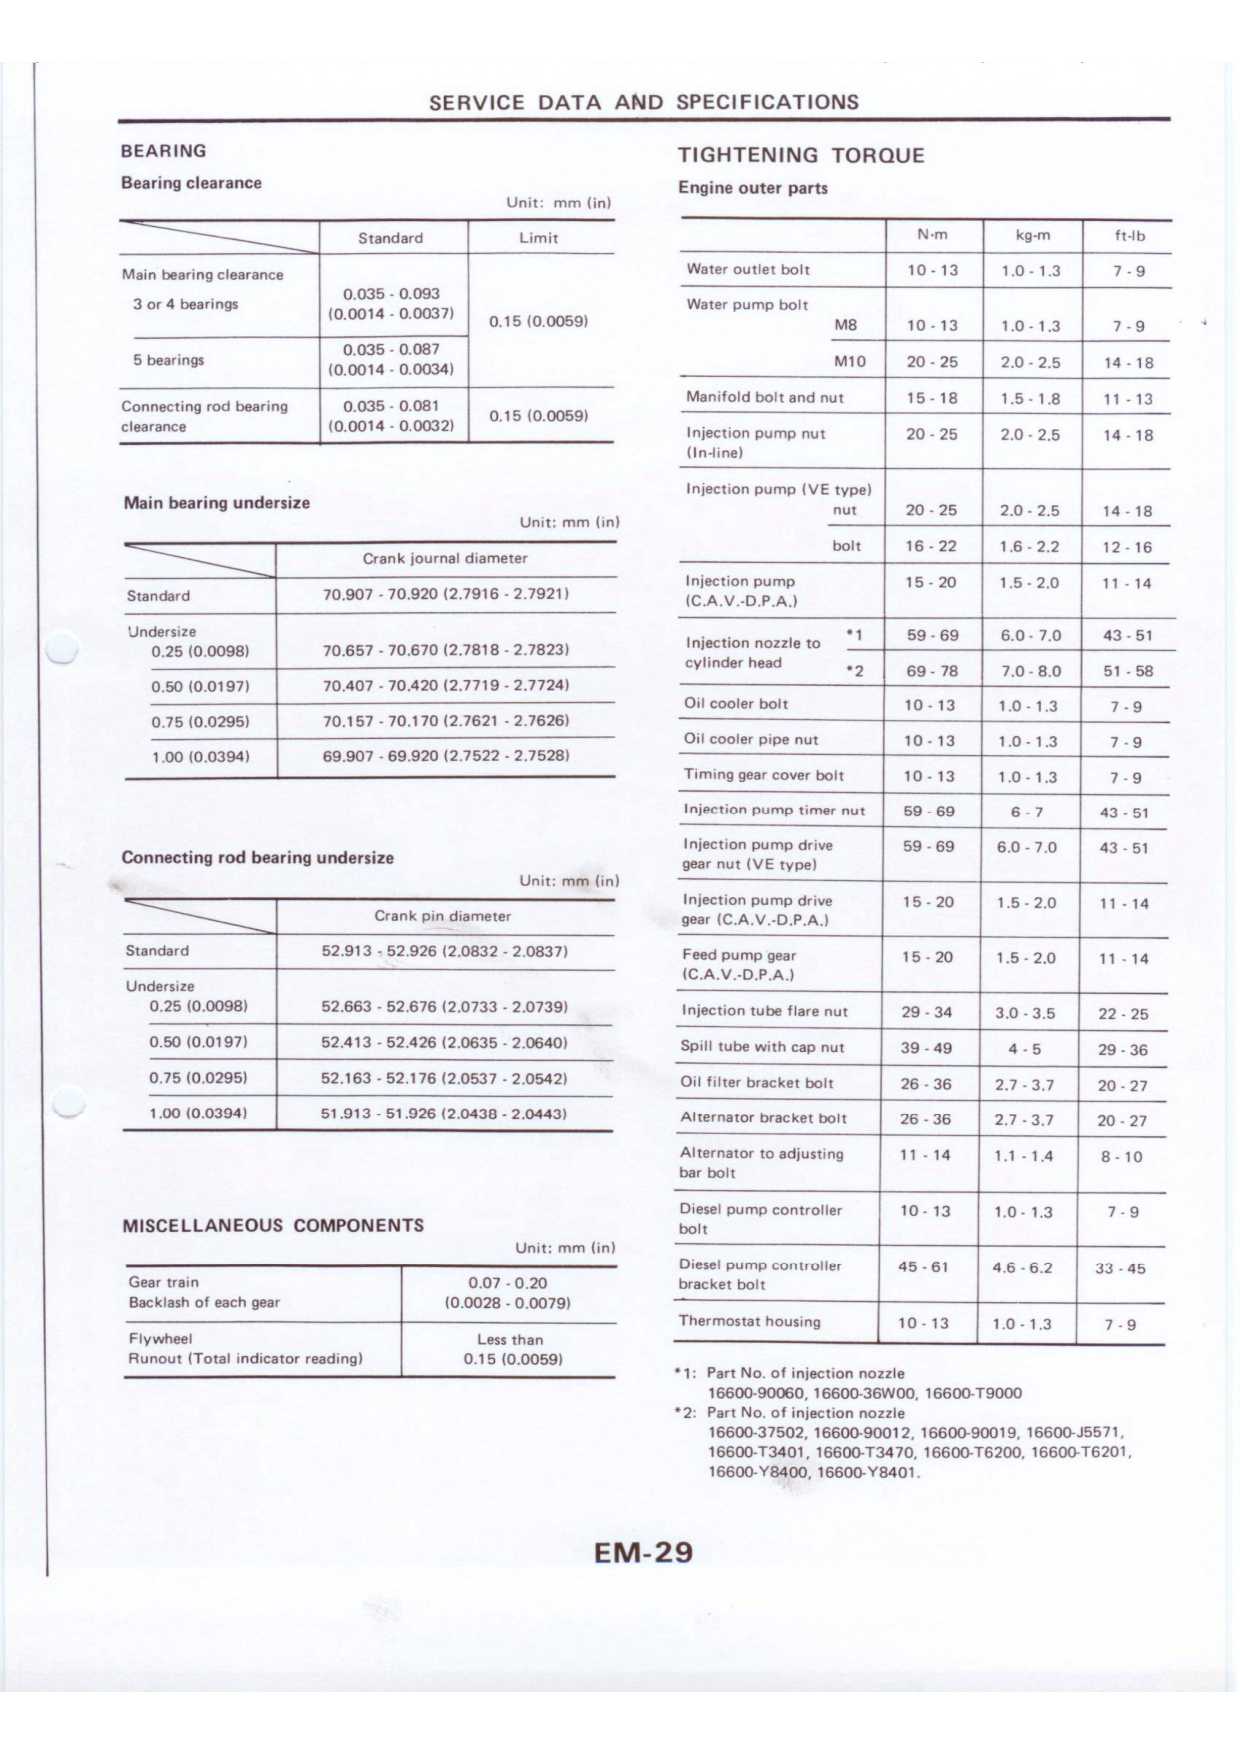 SERVICE DATA AND SPECIFICATIONS
BEARING
Bearing clearance
Unit: mm (in)
Standard Limit
Main bearing clearance
3 or 4 bearings 0.035 - 0.093
(0.0014 - 0.0037)
0.15 (0.0059)
5 bearings 0.035 - 0.087
(0.0014 - 0.0034)
Connecting rod bearing
clearance 0.035 - 0.081
(0.0014 - 0.0032) 0.15 (0.0059)
Main bearing undersize
Unit: mm (in)
Crank journal diameter
Standard 70.907 - 70.920 (2.7916 - 2.7921)
Undersize
0.25 (0.0098) 70.657 - 70.670 (2.7818 - 2.7823)
0.50 (0.0197) 70.407 - 70.420 (2.7719 - 2.7724)
0.75 (0.0295) 70.157 - 70.170 (2.7621 - 2.7626)
1.00 (0.0394) 69.907 - 69.920 (2.7522 - 2.7528)
Connecting rod bearing undersize
Unit: mm (in)
Crank pin diameter
Standard 52.913 - 52.926 (2.0832 - 2.0837)
Undersize
0.25 (0.0098) 52.663 - 52.676 (2.0733 - 2.0739)
0.50 (0.0197) 52.413 - 52.426 (2.0635 - 2.0640)
0.75 (0.0295) 52.163 - 52.176 (2.0537 - 2.0542)
1.00 (0.0394) 51.913 - 51.926 (2.0438 - 2.0443)
MISCELLANEOUS COMPONENTS
Unit: mm (in)
Gear train 0.07 - 0.20
Backlash of each gear (0.0028 - 0.0079)
Flywheel Less than
Runout (Total indicator reading) 0.15 (0.0059)
TIGHTENING TORQUE
Engine outer parts
N·m kg-m ft-lb
Water outlet bolt 10 - 13 1.0 - 1.3 7 - 9
Water pump bolt
M8 10 - 13 1.0 - 1.3 7 - 9
M10 20 - 25 2.0 - 2.5 14 - 18
Manifold bolt and nut 15 - 18 1.5 - 1.8 11 - 13
Injection pump nut 20 - 25 2.0 - 2.5 14 - 18
(In-line)
Injection pump (VE type)
nut 20 - 25 2.0 - 2.5 14 - 18
bolt 16 - 22 1.6 - 2.2 12 - 16
Injection pump 15 - 20 1.5 - 2.0 11 - 14
(C.A.V.-D.P.A.)
Injection nozzle to *1 59 - 69 6.0 - 7.0 43 - 51
cylinder head *2 69 - 78 7.0 - 8.0 51 - 58
Oil cooler bolt 10 - 13 1.0 - 1.3 7 - 9
Oil cooler pipe nut 10 - 13 1.0 - 1.3 7 - 9
Timing gear cover bolt 10 - 13 1.0 - 1.3 7 - 9
Injection pump timer nut 59 - 69 6 - 7 43 - 51
Injection pump drive 59 - 69 6.0 - 7.0 43 - 51
gear nut (VE type)
Injection pump drive 15 - 20 1.5 - 2.0 11 - 14
gear (C.A.V.-D.P.A.)
Feed pump gear 15 - 20 1.5 - 2.0 11 - 14
(C.A.V.-D.P.A.)
Injection tube flare nut 29 - 34 3.0 - 3.5 22 - 25
Spill tube with cap nut 39 - 49 4 - 5 29 - 36
Oil filter bracket bolt 26 - 36 2.7 - 3.7 20 - 27
Alternator bracket bolt 26 - 36 2.7 - 3.7 20 - 27
Alternator to adjusting 11 - 14 1.1 - 1.4 8 - 10
bar bolt
Diesel pump controller 10 - 13 1.0 - 1.3 7 - 9
bolt
Diesel pump controller 45 - 61 4.6 - 6.2 33 - 45
bracket bolt
Thermostat housing 10 - 13 1.0 - 1.3 7 - 9
*1: Part No. of injection nozzle
16600-90060, 16600-36W00, 16600-T9000
*2: Part No. of injection nozzle
16600-37502, 16600-90012, 16600-90019, 16600-J5571,
16600-T3401, 16600-T3470, 16600-T6200, 16600-T6201,
16600-Y8400, 16600-Y8401.
EM-29